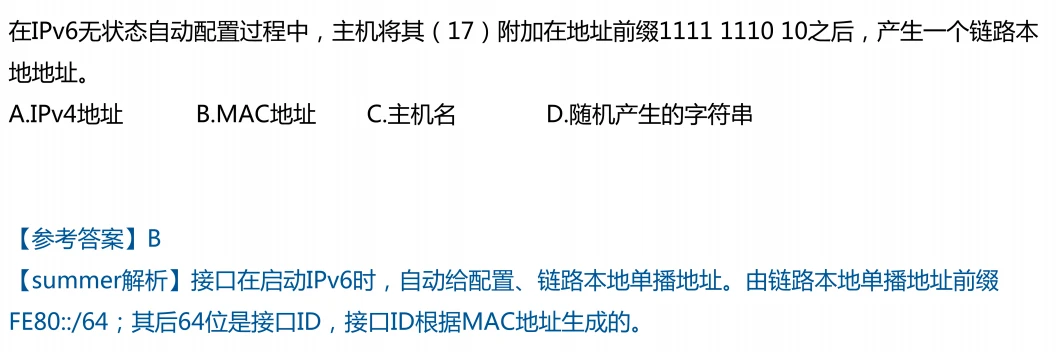 在IPv6无状态自动配置过程中，主机将其（17）附加在地址前缀1111 1110 10之后，产生一个链路本
地地址。
A.IPv4地址 B.MAC地址 C.主机名 D.随机产生的字符串
【参考答案】B
【summer解析】接口在启动IPv6时，自动给配置、链路本地单播地址。由链路本地单播地址前缀
FE80::/64；其后64位是接口ID，接口ID根据MAC地址生成的。